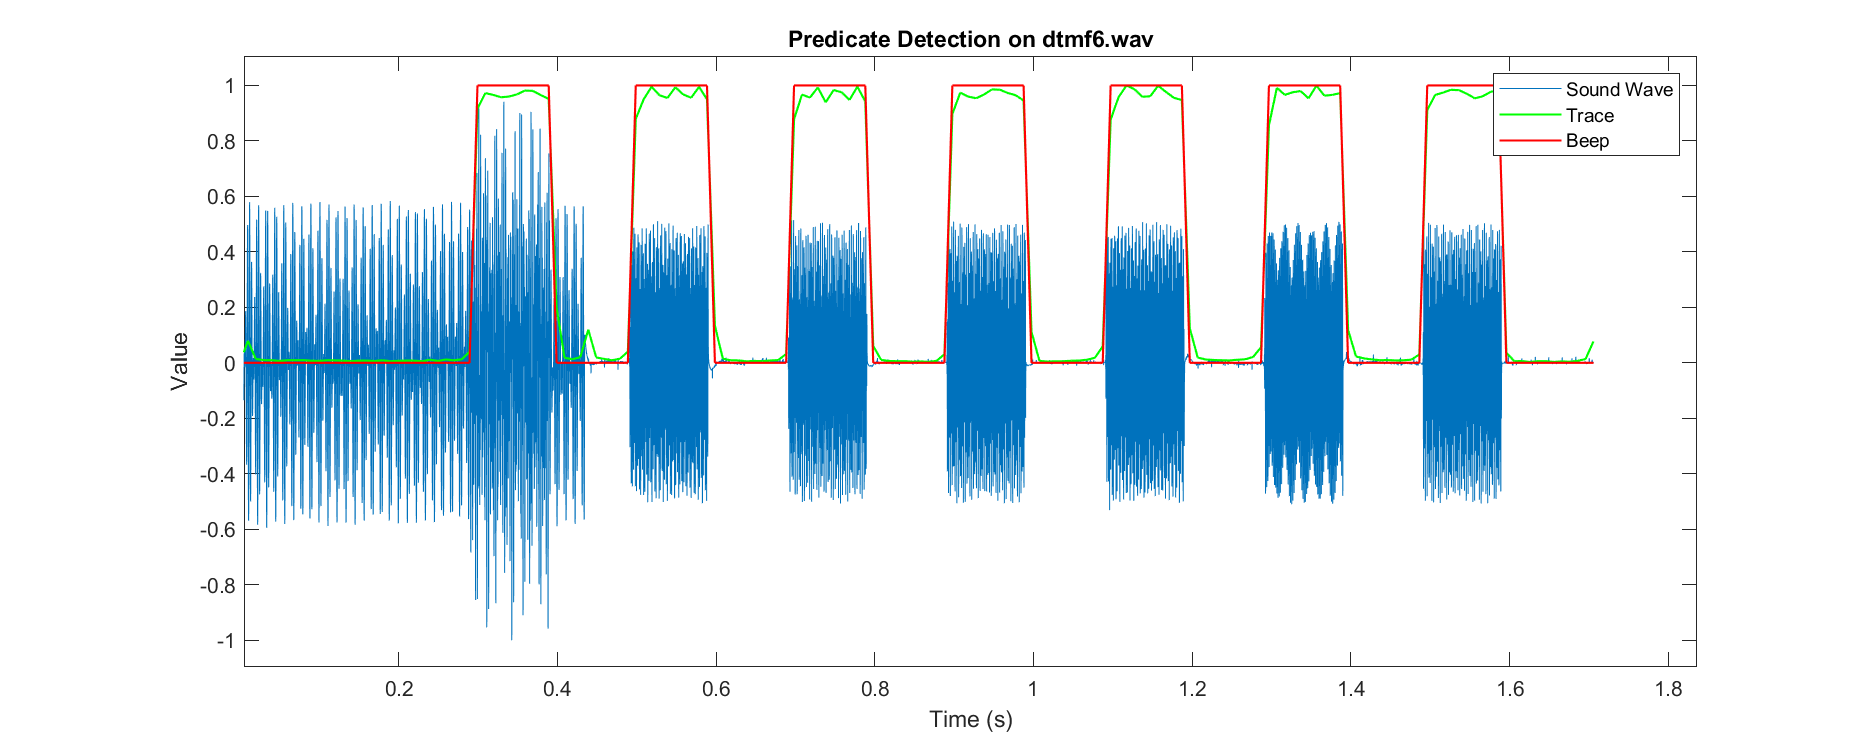 Predicate Detection on dtmf6.wav
Sound Wave
Trace
Beep
1
0.8
0.6
0.4
0.2
0
-0.2
-0.4
-0.6
-0.8
-1
Value
0.2 0.4 0.6 0.8 1 1.2 1.4 1.6 1.8
Time (s)